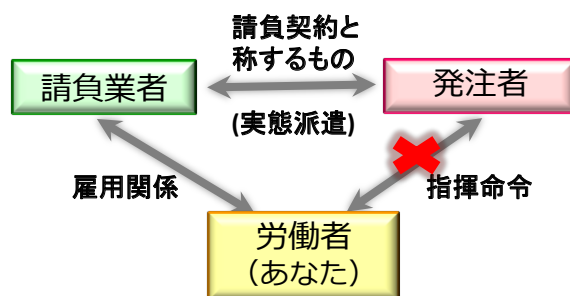 請負契約と
称するもの
請負業者
発注者
(実態派遣)
雇用関係
指揮命令
労働者
（あなた）